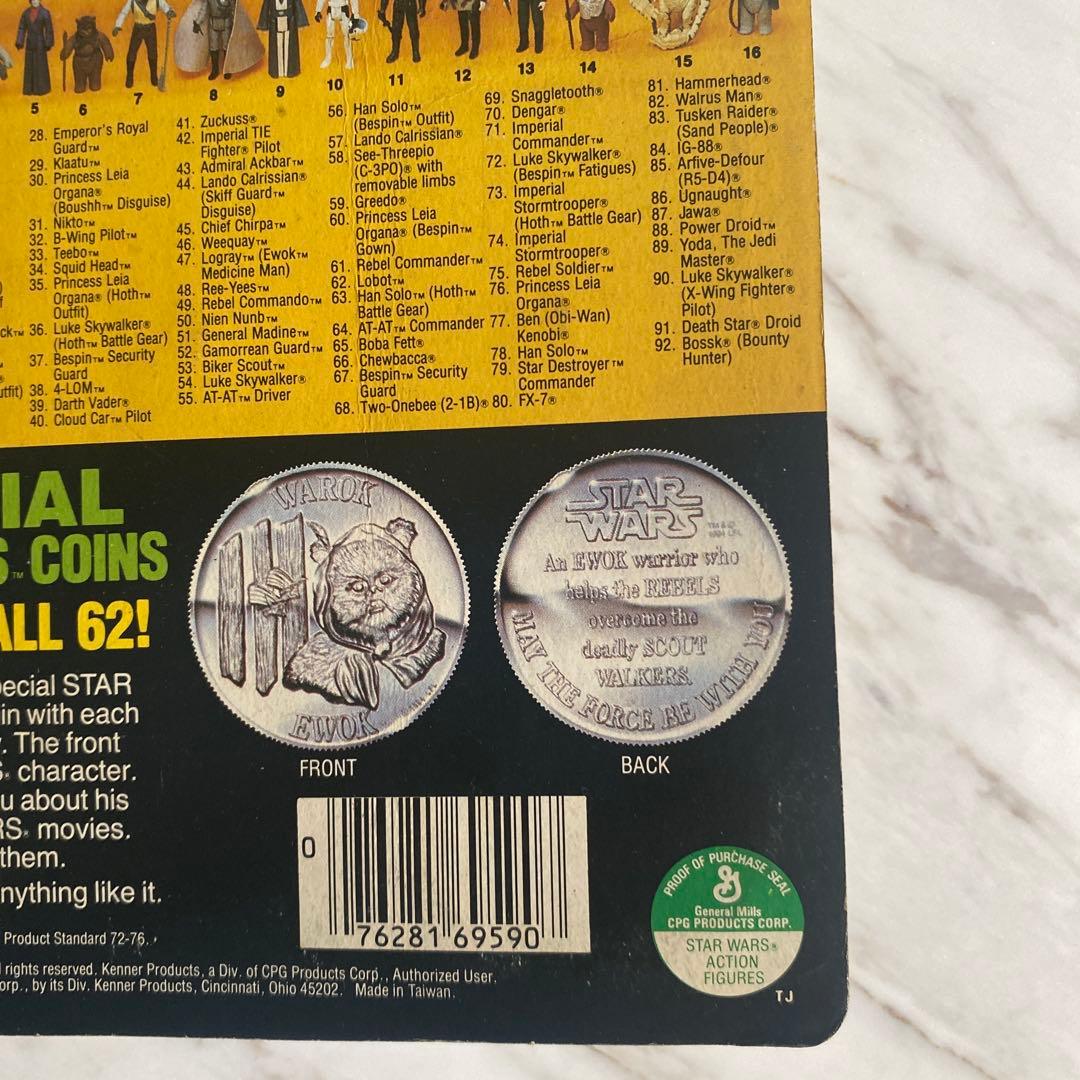 5 6 7 8 9 10 11 12 13 14 15 16
28. Emperor's Royal
Guard™
29. Klaatu™
30. Princess Leia
Organa®
(Boushh™ Disguise)
31. Nikto™
32. B-Wing Pilot™
33. Teebo™
34. Squid Head™
35. Princess Leia
Organa® (Hoth™
Outfit)
36. Luke Skywalker®
(Hoth™ Battle Gear)
37. Bespin™ Security
Guard
38. 4-LOM™
39. Darth Vader®
40. Cloud Car™ Pilot
41. Zuckuss®
42. Imperial TIE
Fighter® Pilot
43. Admiral Ackbar™
44. Lando Calrissian®
(Skiff Guard™
Disguise)
45. Chief Chirpa™
46. Weequay™
47. Logray™ (Ewok™
Medicine Man)
48. Ree-Yees™
49. Rebel Commando™
50. Nien Nunb™
51. General Madine™
52. Gamorrean Guard™
53. Biker Scout™
54. Luke Skywalker®
55. AT-AT™ Driver
56. Han Solo™
(Bespin™ Outfit)
57. Lando Calrissian®
58. See-Threepio
(C-3PO)® with
removable limbs
59. Greedo®
60. Princess Leia
Organa® (Bespin™
Gown)
61. Rebel Commander™
62. Lobot™
63. Han Solo™ (Hoth™
Battle Gear)
64. AT-AT™ Commander
65. Boba Fett®
66. Chewbacca®
67. Bespin™ Security
Guard
68. Two-Onebee (2-1B)®
69. Snaggletooth®
70. Dengar®
71. Imperial
Commander™
72. Luke Skywalker®
(Bespin™ Fatigues)
73. Imperial
Stormtrooper®
(Hoth™ Battle Gear)
74. Imperial
Stormtrooper®
75. Rebel Soldier™
76. Princess Leia
Organa®
77. Ben (Obi-Wan)
Kenobi®
78. Han Solo™
79. Star Destroyer™
Commander
80. FX-7®
81. Hammerhead®
82. Walrus Man®
83. Tusken Raider®
(Sand People)®
84. IG-88®
85. Arfive-Defour
(R5-D4)®
86. Ugnaught®
87. Jawa®
88. Power Droid™
89. Yoda, The Jedi
Master®
90. Luke Skywalker®
(X-Wing Fighter®
Pilot)
91. Death Star® Droid
92. Bossk® (Bounty
Hunter)
IAL
S™ COINS
ALL 62!
pecial STAR
in with each
y. The front
S® character.
u about his
RS® movies.
them.
nything like it.
Product Standard 72-76.
l rights reserved. Kenner Products, a Div. of CPG Products Corp., Authorized User.
orp., by its Div. Kenner Products, Cincinnati, Ohio 45202. Made in Taiwan.
WAROK
EWOK
FRONT
STAR
WARS
An EWOK warrior who
helps the REBELS
overcome the
deadly SCOUT
WALKERS.
MAY THE FORCE BE WITH YOU
BACK
0 76281 69590
PROOF OF PURCHASE SEAL
General Mills
CPG PRODUCTS CORP.
STAR WARS®
ACTION
FIGURES
TJ